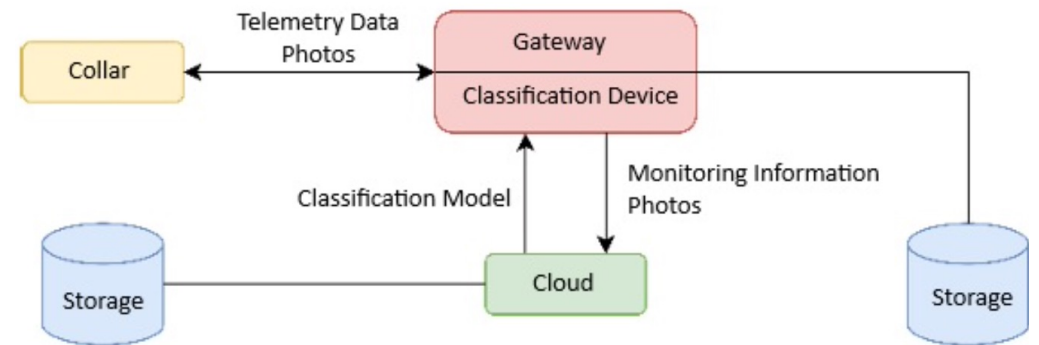 Telemetry Data
Photos
Collar
Gateway
Classification Device
Classification Model
Monitoring Information
Photos
Storage
Cloud
Storage